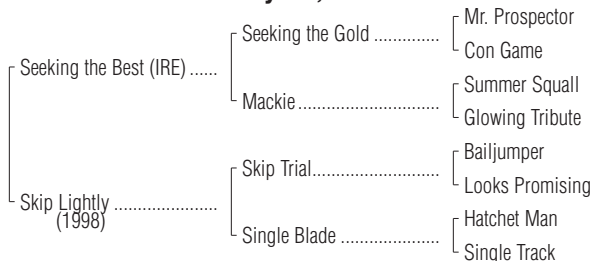 Seeking the Gold ..............
Mr. Prospector
Con Game
Seeking the Best (IRE) ......
Mackie..............................
Summer Squall
Glowing Tribute
Skip Trial...........................
Bailjumper
Looks Promising
Skip Lightly ......................
(1998)
Single Blade .....................
Hatchet Man
Single Track